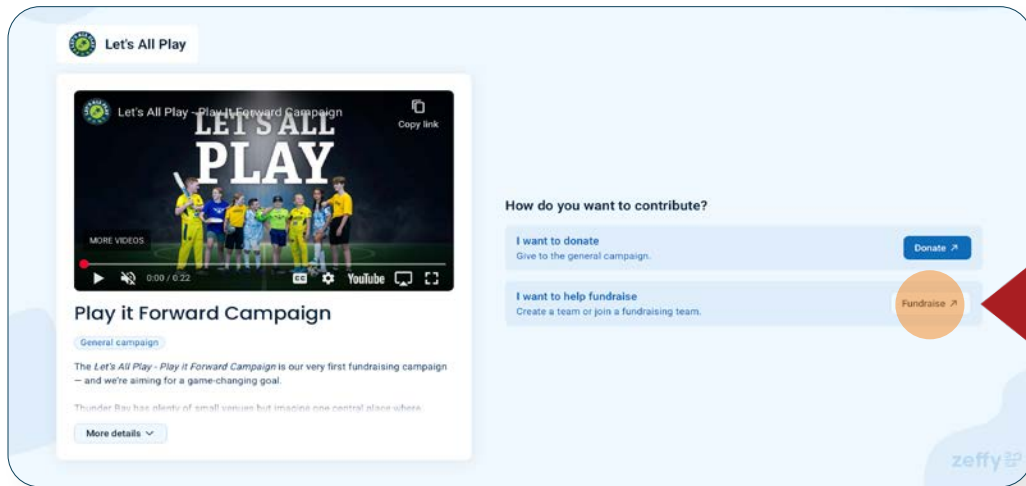 Let's All Play
Let's All Play - Play It Forward Campaign
Copy link
LET'S ALL
PLAY
MORE VIDEOS
0:00 / 0:22
CC
YouTube
Play it Forward Campaign
General campaign
The Let's All Play - Play it Forward Campaign is our very first fundraising campaign
— and we're aiming for a game-changing goal.
Thunder Bay has plenty of small venues but imagine one central place where,
More details
How do you want to contribute?
I want to donate
Give to the general campaign.
Donate
I want to help fundraise
Create a team or join a fundraising team.
Fundraise
zeffy